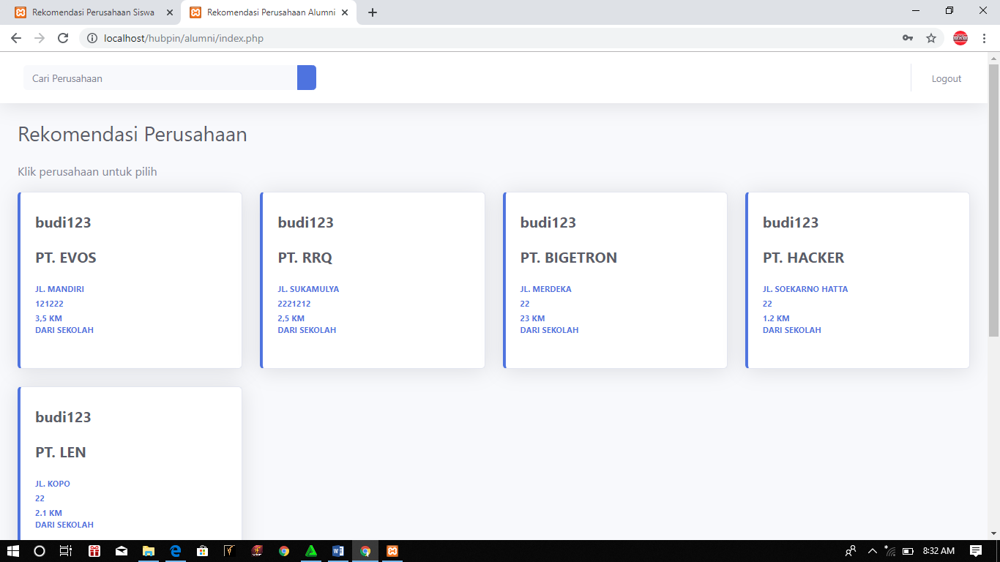 Rekomendasi Perusahaan Siswa
Rekomendasi Perusahaan Alumni
localhost/hubpin/alumni/index.php
Cari Perusahaan
Logout
Rekomendasi Perusahaan
Klik perusahaan untuk pilih
budi123
PT. EVOS
JL. MANDIRI
121222
3,5 KM
DARI SEKOLAH
budi123
PT. RRQ
JL. SUKAMULYA
2221212
2,5 KM
DARI SEKOLAH
budi123
PT. BIGETRON
JL. MERDEKA
22
23 KM
DARI SEKOLAH
budi123
PT. HACKER
JL. SOEKARNO HATTA
22
1.2 KM
DARI SEKOLAH
budi123
PT. LEN
JL. KOPO
22
2.1 KM
DARI SEKOLAH
8:32 AM